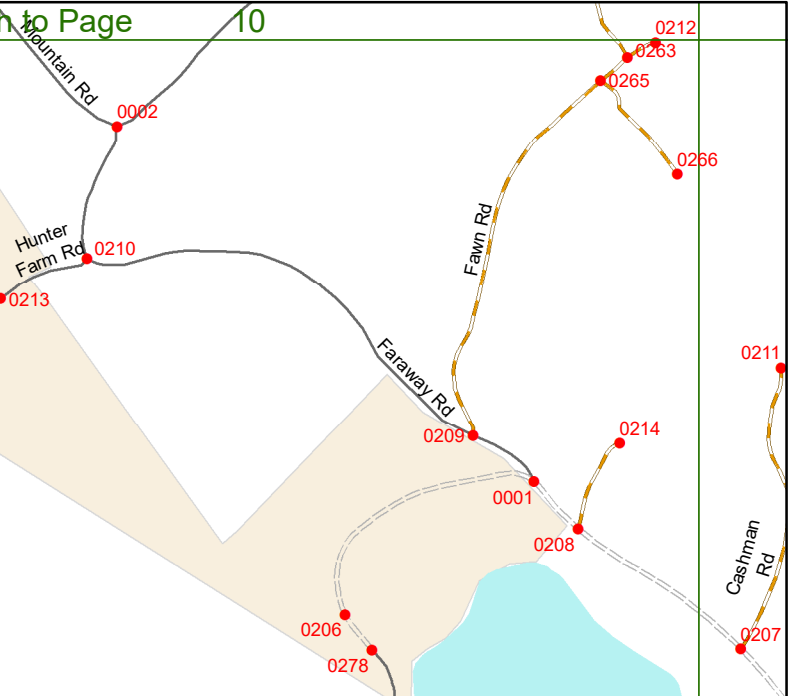 n to Page 10
Mountain Rd
0212
0263
0265
0002
0266
Fawn Rd
Hunter
Farm Rd
0210
0213
Faraway Rd
0211
0209
0214
0001
0208
Cashman
Rd
0206
0207
0278